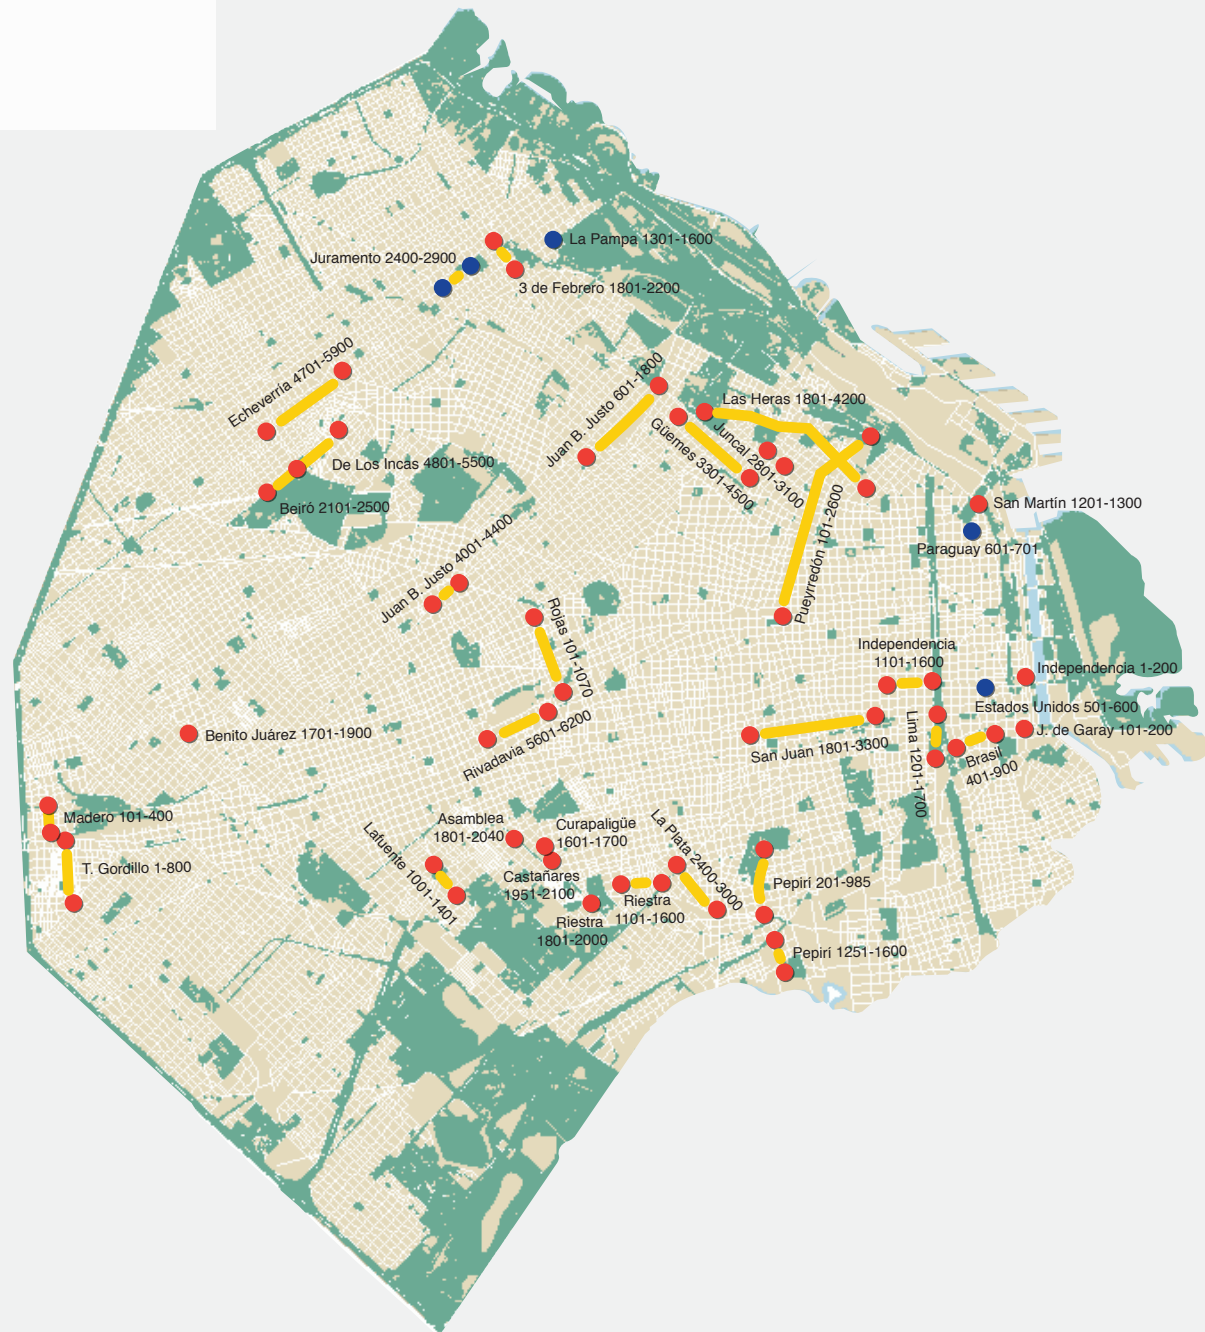 La Pampa 1301-1600
Juramento 2400-2900
3 de Febrero 1801-2200
Echeverría 4701-5900
Juan B. Justo 601-1800
Las Heras 1801-4200
Juncal 2801-3100
Güemes 3301-4500
De Los Incas 4801-5500
Beiró 2101-2500
Pueyrredón 101-2600
San Martín 1201-1300
Paraguay 601-701
Juan B. Justo 4001-4400
Rojas 101-1070
Independencia
1101-1600
Independencia 1-200
Estados Unidos 501-600
J. de Garay 101-200
Benito Juárez 1701-1900
Rivadavia 5601-6200
San Juan 1801-3300
Lima 1201-1700
Brasil
401-900
Madero 101-400
T. Gordillo 1-800
Lafuente 1001-1401
Asamblea
1801-2040
Curapaligüe
1601-1700
Castañares
1951-2100
La Plata 2400-3000
Riestra
1101-1600
Riestra
1801-2000
Pepirí 201-985
Pepirí 1251-1600